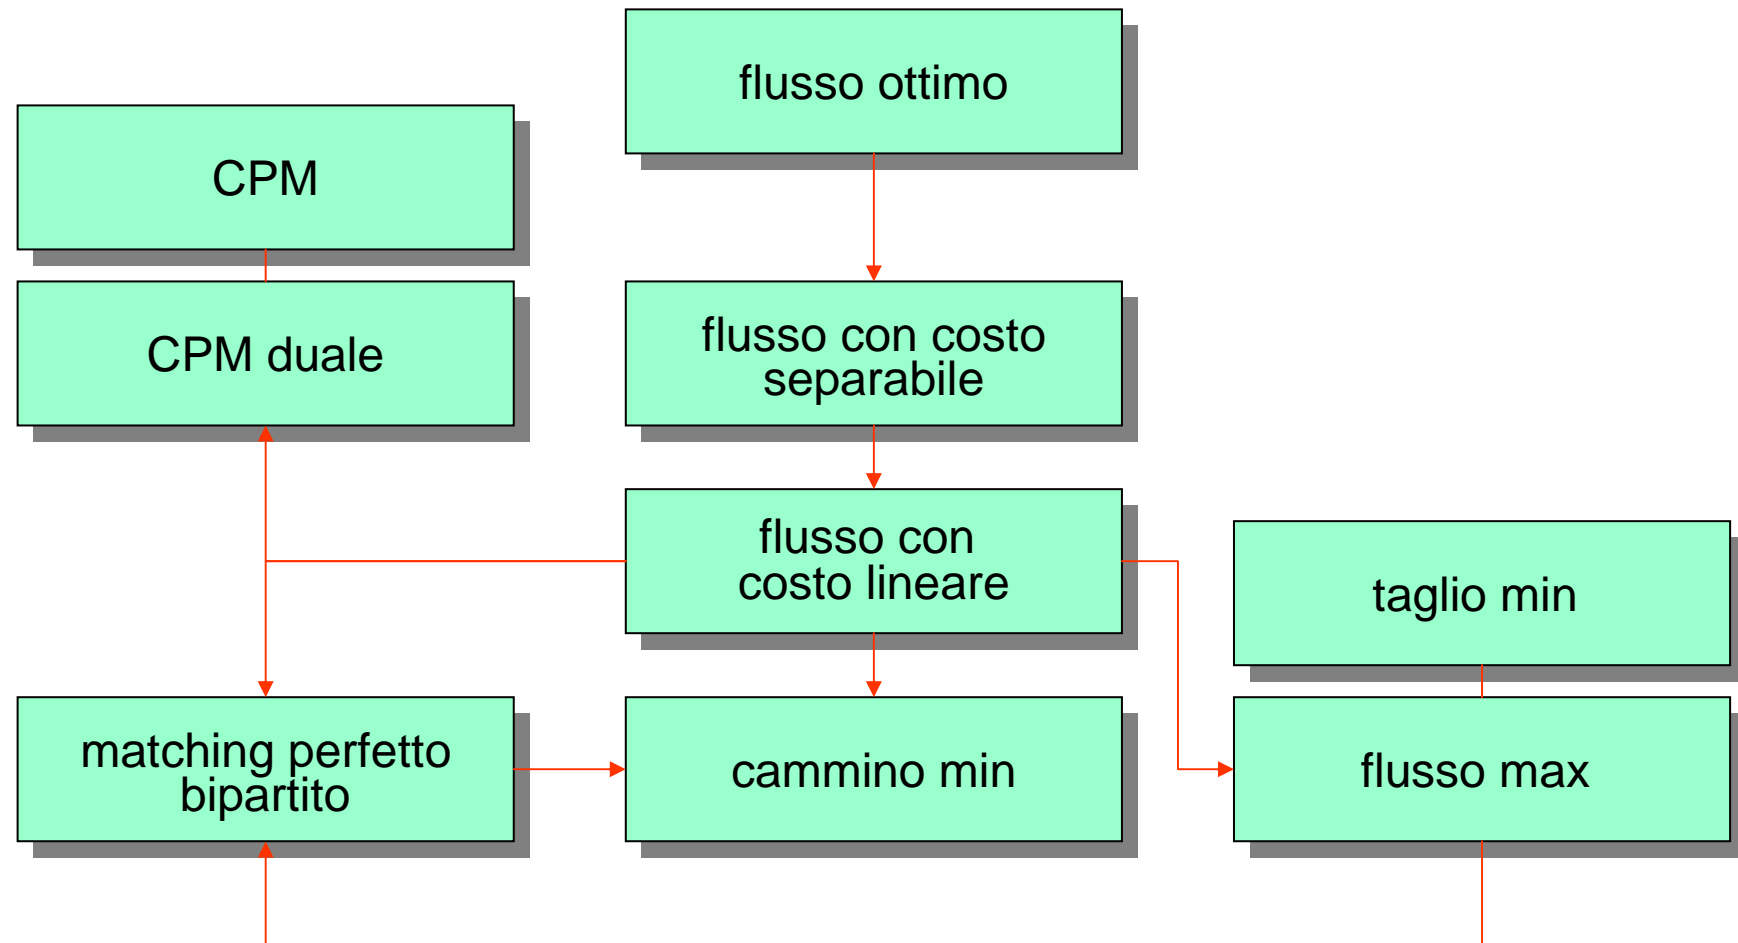 flusso ottimo
CPM
CPM duale
flusso con costo
separabile
flusso con
costo lineare
taglio min
matching perfetto
bipartito
cammino min
flusso max